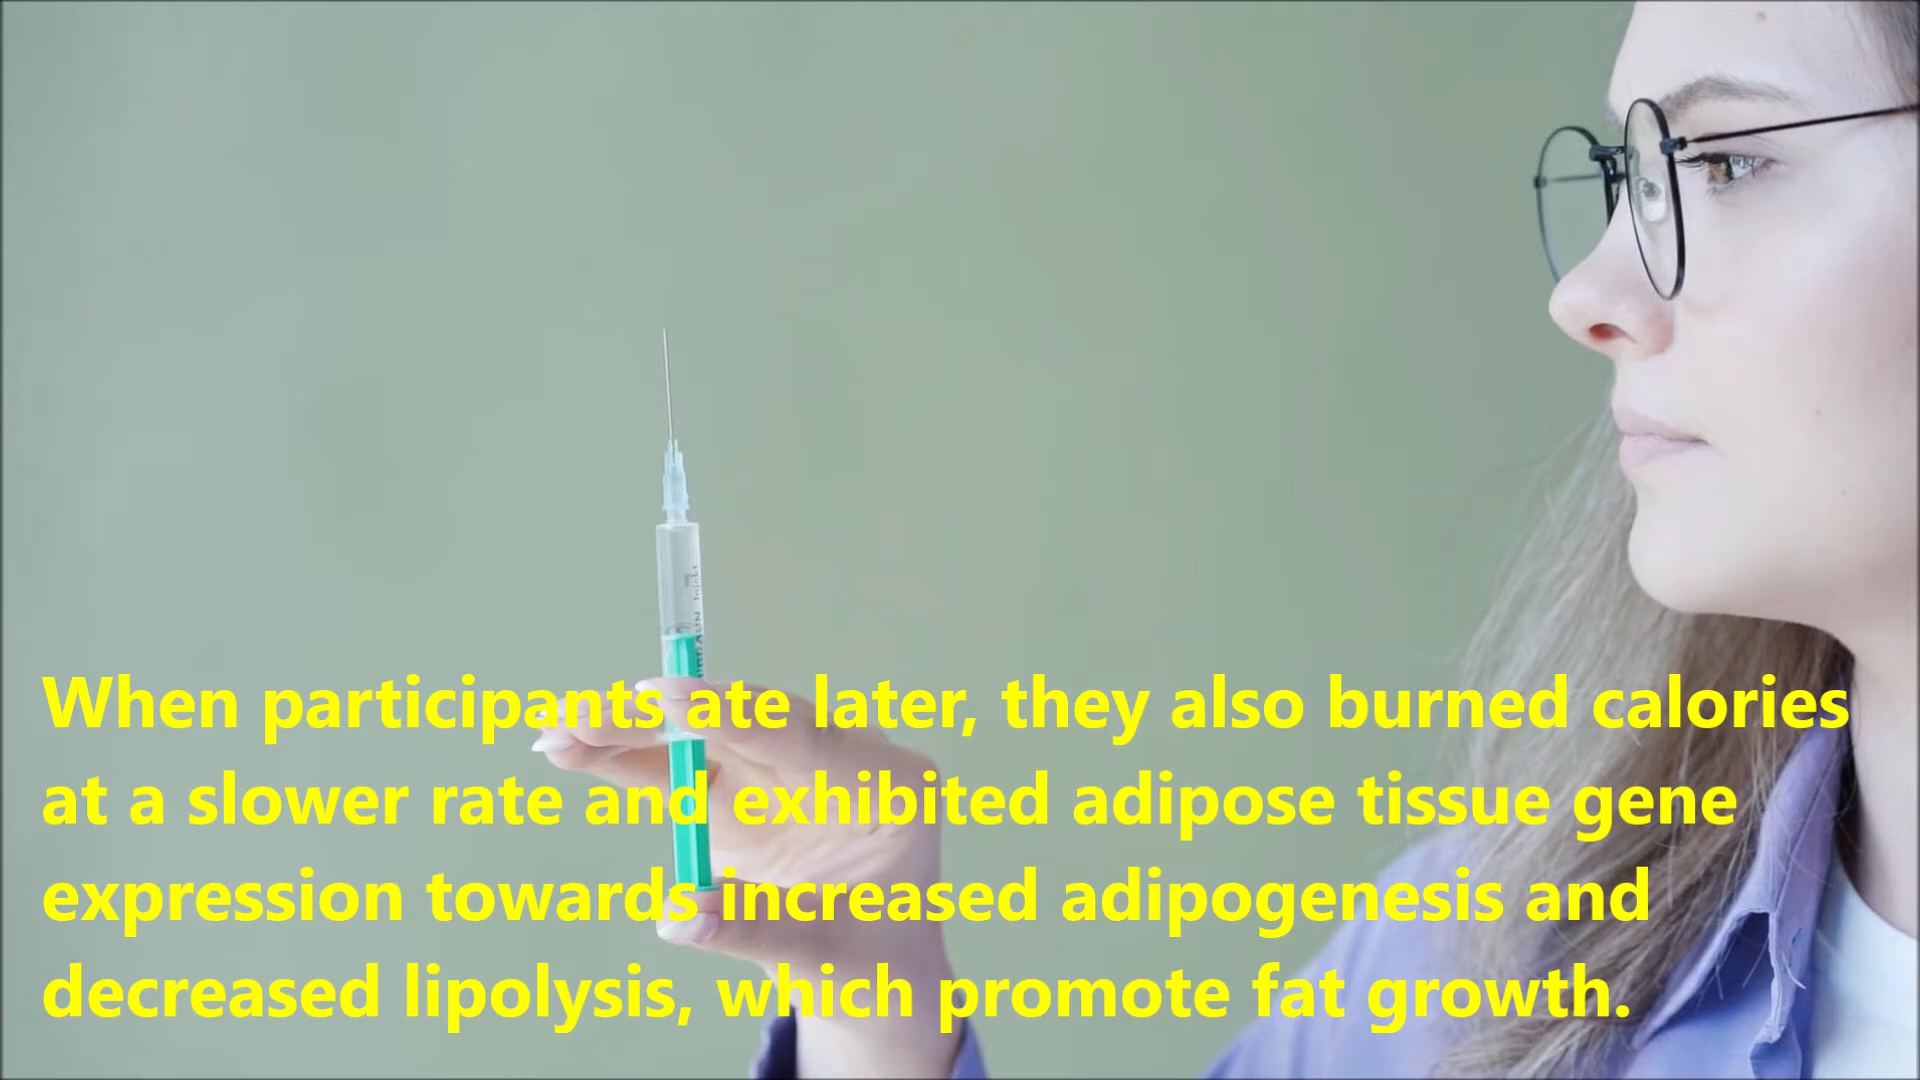 When participants ate later, they also burned calories
at a slower rate and exhibited adipose tissue gene
expression towards increased adipogenesis and
decreased lipolysis, which promote fat growth.